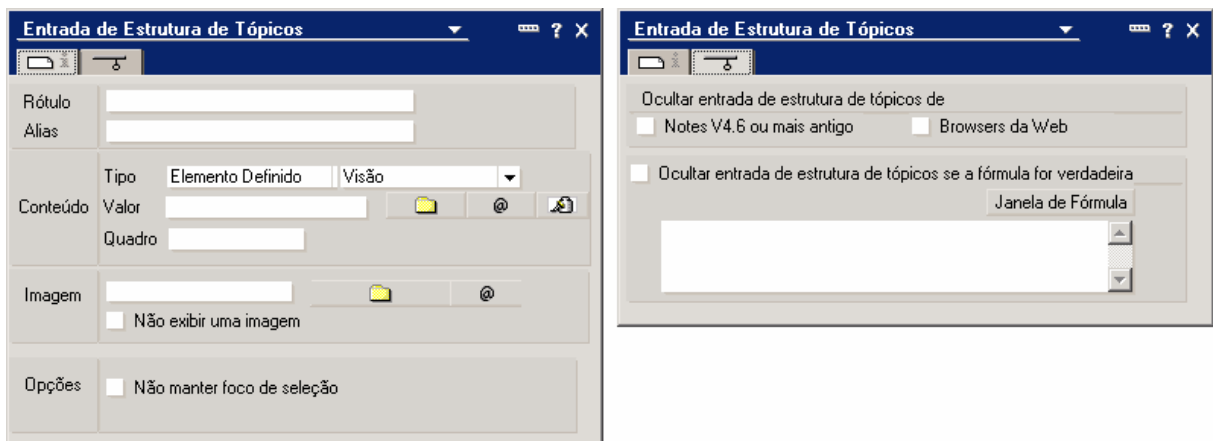 Entrada de Estrutura de Tópicos ? X
Rótulo
Alias
Conteúdo
Tipo Elemento Definido Visão
Valor @
Quadro
Imagem @
Não exibir uma imagem
Opções Não manter foco de seleção
Entrada de Estrutura de Tópicos ? X
Ocultar entrada de estrutura de tópicos de
Notes V4.6 ou mais antigo Browsers da Web
Ocultar entrada de estrutura de tópicos se a fórmula for verdadeira
Janela de Fórmula